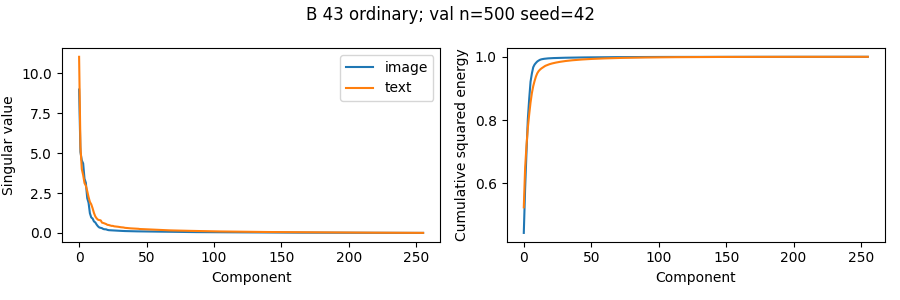 B 43 ordinary; val n=500 seed=42
Singular value
10.0
7.5
5.0
2.5
0.0
image
text
0 50 100 150 200 250
Component
Cumulative squared energy
1.0
0.8
0.6
0 50 100 150 200 250
Component